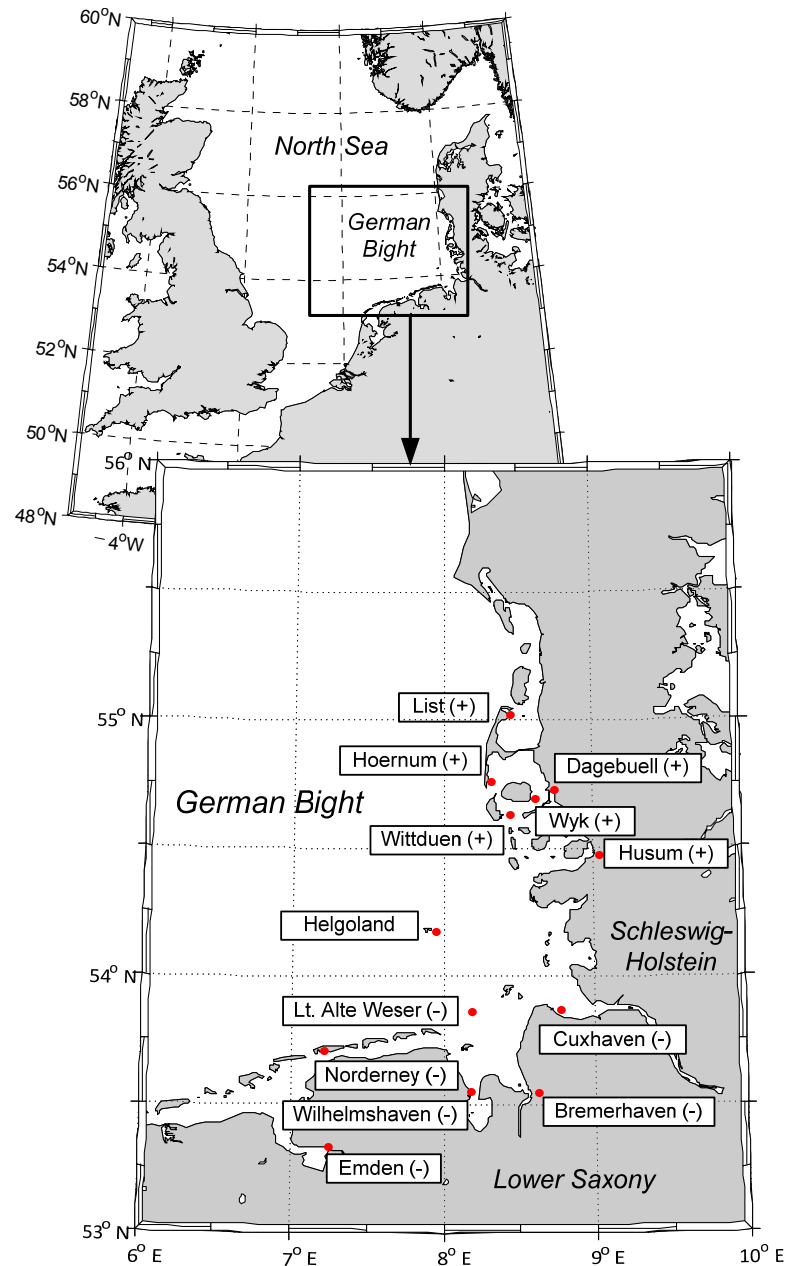 60°N
58°N
North Sea
56°N
German
Bight
54°N
52°N
50°N
56° N
48°N
−4°W
List (+)
55° N
Hoernum (+)
Dagebuell (+)
German Bight
Wyk (+)
Wittduen (+)
Husum (+)
Helgoland
Schleswig-
Holstein
54° N
Lt. Alte Weser (-)
Cuxhaven (-)
Norderney (-)
Wilhelmshaven (-)
Bremerhaven (-)
Emden (-)
Lower Saxony
53° N
6° E
7° E
8° E
9° E
10° E